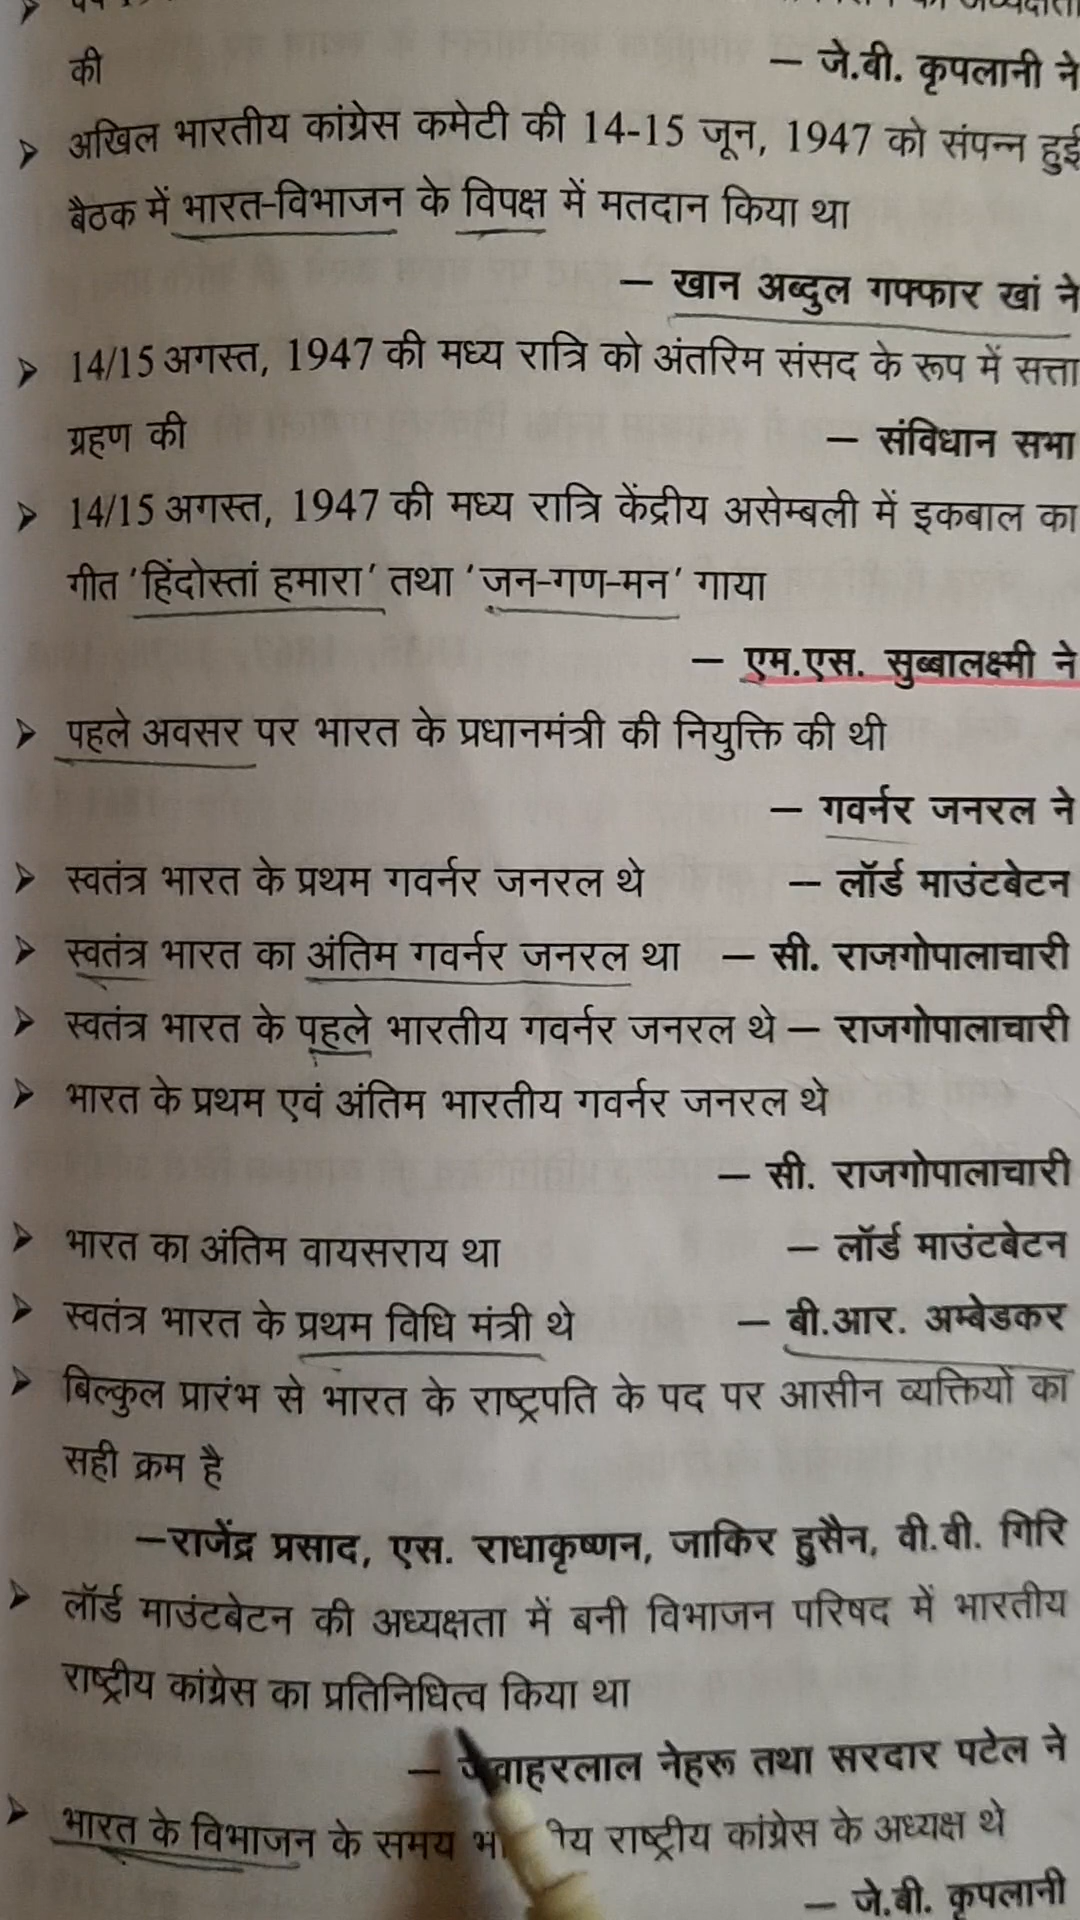 की — जे.बी. कृपलानी ने
➤ अखिल भारतीय कांग्रेस कमेटी की 14-15 जून, 1947 को संपन्न हुई
बैठक में भारत-विभाजन के विपक्ष में मतदान किया था
— खान अब्दुल गफ्फार खां ने
➤ 14/15 अगस्त, 1947 की मध्य रात्रि को अंतरिम संसद के रूप में सत्ता
ग्रहण की — संविधान सभा
➤ 14/15 अगस्त, 1947 की मध्य रात्रि केंद्रीय असेम्बली में इकबाल का
गीत 'हिंदोस्तां हमारा' तथा 'जन-गण-मन' गाया
— एम.एस. सुब्बालक्ष्मी ने
➤ पहले अवसर पर भारत के प्रधानमंत्री की नियुक्ति की थी
— गवर्नर जनरल ने
➤ स्वतंत्र भारत के प्रथम गवर्नर जनरल थे — लॉर्ड माउंटबेटन
➤ स्वतंत्र भारत का अंतिम गवर्नर जनरल था — सी. राजगोपालाचारी
➤ स्वतंत्र भारत के पहले भारतीय गवर्नर जनरल थे — राजगोपालाचारी
➤ भारत के प्रथम एवं अंतिम भारतीय गवर्नर जनरल थे
— सी. राजगोपालाचारी
➤ भारत का अंतिम वायसराय था — लॉर्ड माउंटबेटन
➤ स्वतंत्र भारत के प्रथम विधि मंत्री थे — बी.आर. अम्बेडकर
➤ बिल्कुल प्रारंभ से भारत के राष्ट्रपति के पद पर आसीन व्यक्तियों का
सही क्रम है
—राजेंद्र प्रसाद, एस. राधाकृष्णन, जाकिर हुसैन, वी.वी. गिरि
➤ लॉर्ड माउंटबेटन की अध्यक्षता में बनी विभाजन परिषद में भारतीय
राष्ट्रीय कांग्रेस का प्रतिनिधित्व किया था
— जवाहरलाल नेहरू तथा सरदार पटेल ने
➤ भारत के विभाजन के समय राष्ट्रीय कांग्रेस के अध्यक्ष थे
— जे.बी. कृपलानी